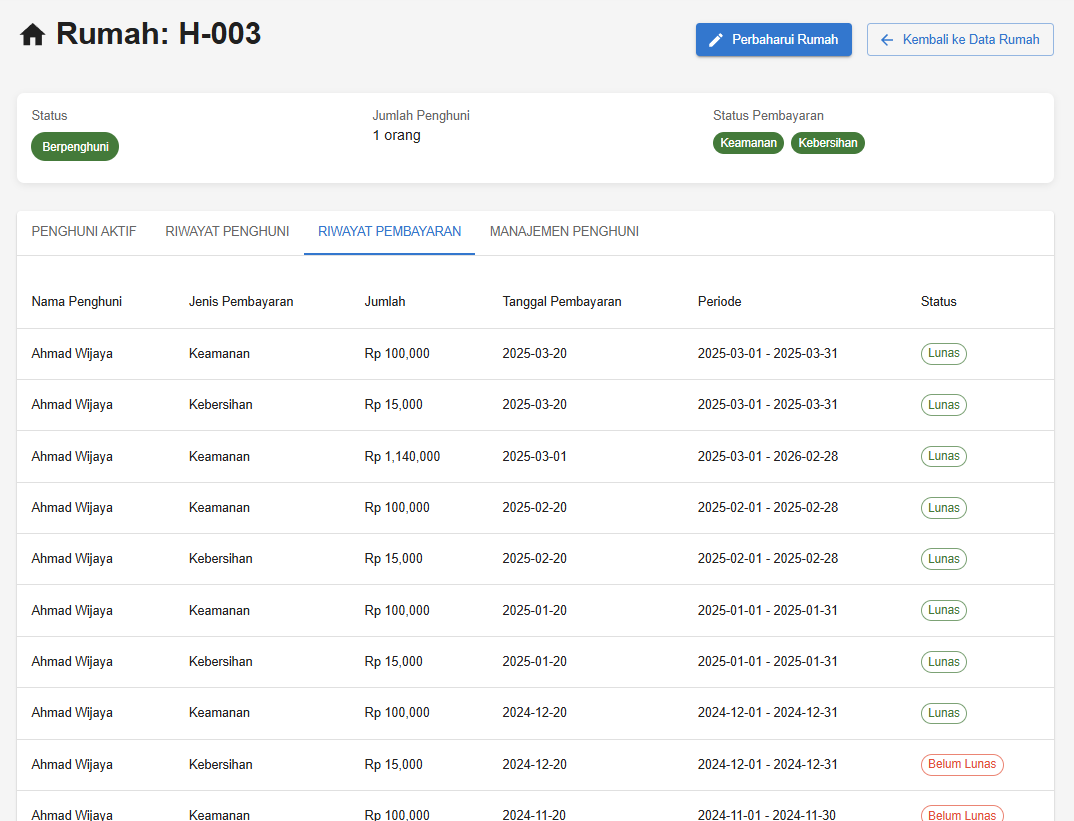 Rumah: H-003
Perbaharui Rumah
Kembali ke Data Rumah
Status
Jumlah Penghuni
Status Pembayaran
Berpenghuni
1 orang
Keamanan Kebersihan
PENGHUNI AKTIF RIWAYAT PENGHUNI RIWAYAT PEMBAYARAN MANAJEMEN PENGHUNI
Nama Penghuni Jenis Pembayaran Jumlah Tanggal Pembayaran Periode Status
Ahmad Wijaya Keamanan Rp 100,000 2025-03-20 2025-03-01 - 2025-03-31 Lunas
Ahmad Wijaya Kebersihan Rp 15,000 2025-03-20 2025-03-01 - 2025-03-31 Lunas
Ahmad Wijaya Keamanan Rp 1,140,000 2025-03-01 2025-03-01 - 2026-02-28 Lunas
Ahmad Wijaya Keamanan Rp 100,000 2025-02-20 2025-02-01 - 2025-02-28 Lunas
Ahmad Wijaya Kebersihan Rp 15,000 2025-02-20 2025-02-01 - 2025-02-28 Lunas
Ahmad Wijaya Keamanan Rp 100,000 2025-01-20 2025-01-01 - 2025-01-31 Lunas
Ahmad Wijaya Kebersihan Rp 15,000 2025-01-20 2025-01-01 - 2025-01-31 Lunas
Ahmad Wijaya Keamanan Rp 100,000 2024-12-20 2024-12-01 - 2024-12-31 Lunas
Ahmad Wijaya Kebersihan Rp 15,000 2024-12-20 2024-12-01 - 2024-12-31 Belum Lunas
Ahmad Wijaya Keamanan Rp 100,000 2024-11-20 2024-11-01 - 2024-11-30 Belum Lunas